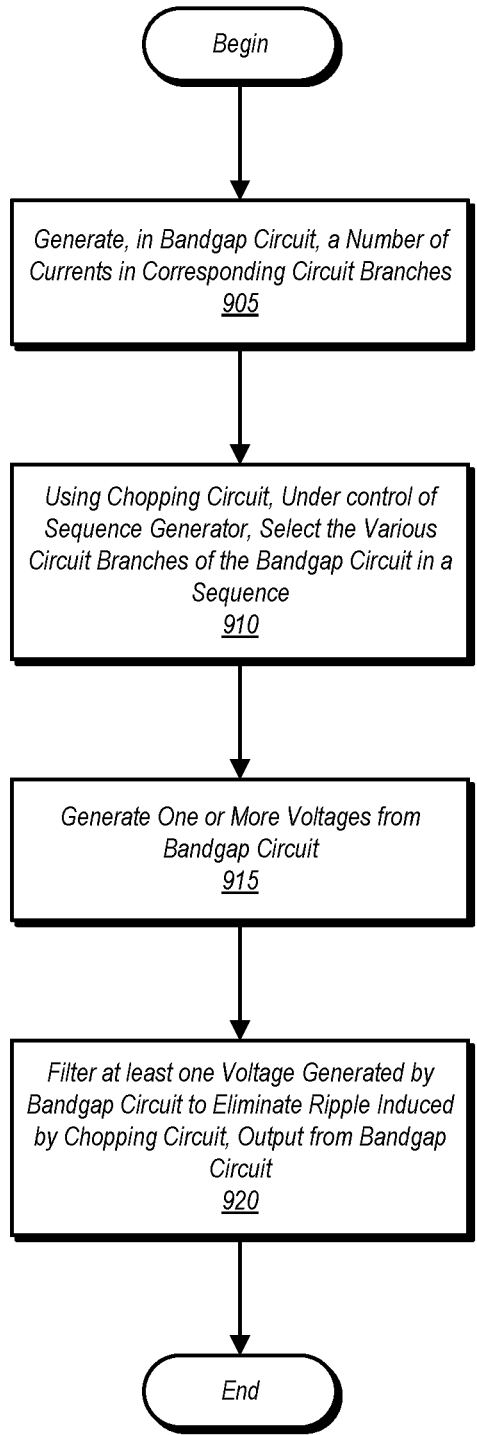 Begin
Generate, in Bandgap Circuit, a Number of
Currents in Corresponding Circuit Branches
905
Using Chopping Circuit, Under control of
Sequence Generator, Select the Various
Circuit Branches of the Bandgap Circuit in a
Sequence
910
Generate One or More Voltages from
Bandgap Circuit
915
Filter at least one Voltage Generated by
Bandgap Circuit to Eliminate Ripple Induced
by Chopping Circuit, Output from Bandgap
Circuit
920
End